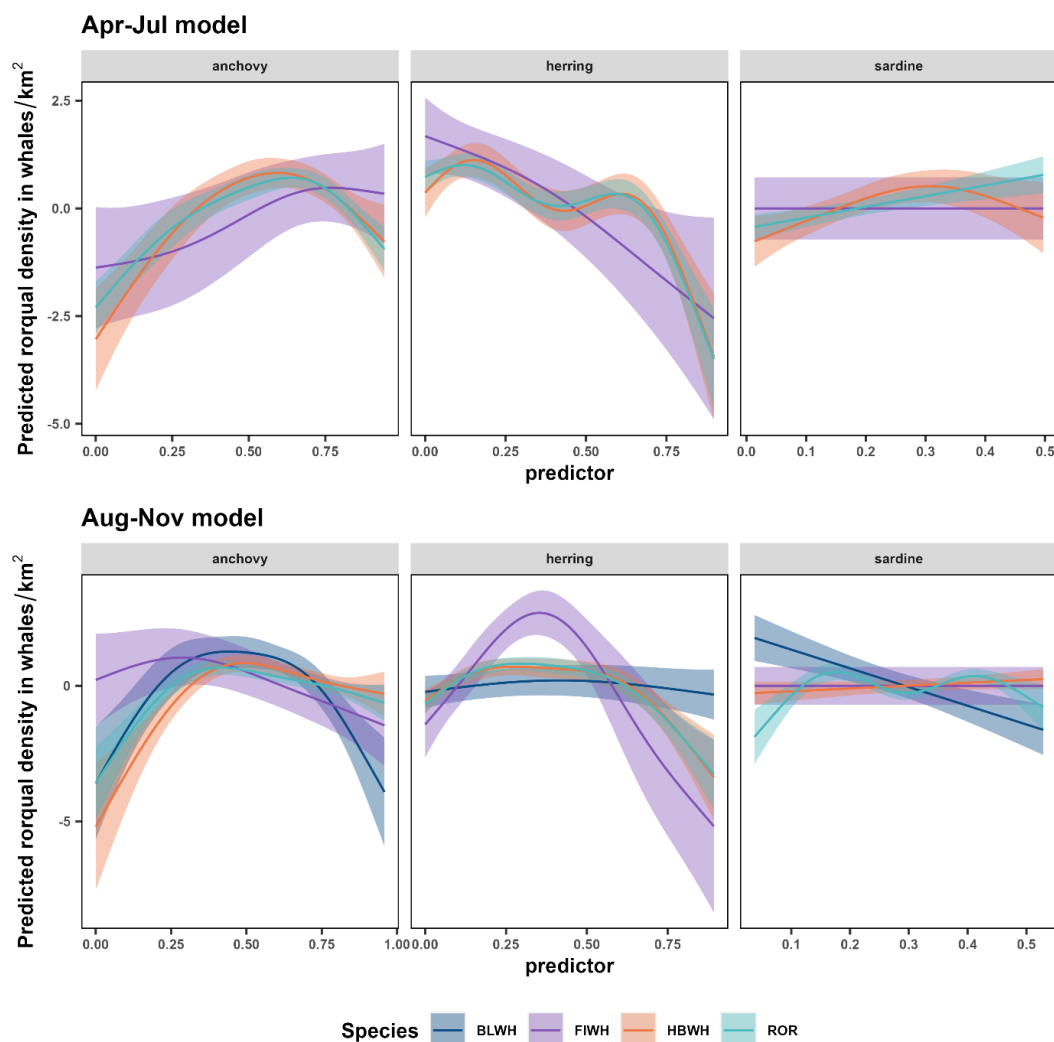 Apr-Jul model
anchovy herring sardine
Predicted rorqual density in whales/km²
2.5
0.0
-2.5
-5.0
0.00 0.25 0.50 0.75 0.00 0.25 0.50 0.75 0.0 0.1 0.2 0.3 0.4 0.5
predictor
Aug-Nov model
anchovy herring sardine
Predicted rorqual density in whales/km²
0
-5
0.00 0.25 0.50 0.75 1.00 0.00 0.25 0.50 0.75 0.1 0.2 0.3 0.4 0.5
predictor
Species BLWH FIWH HBWH ROR